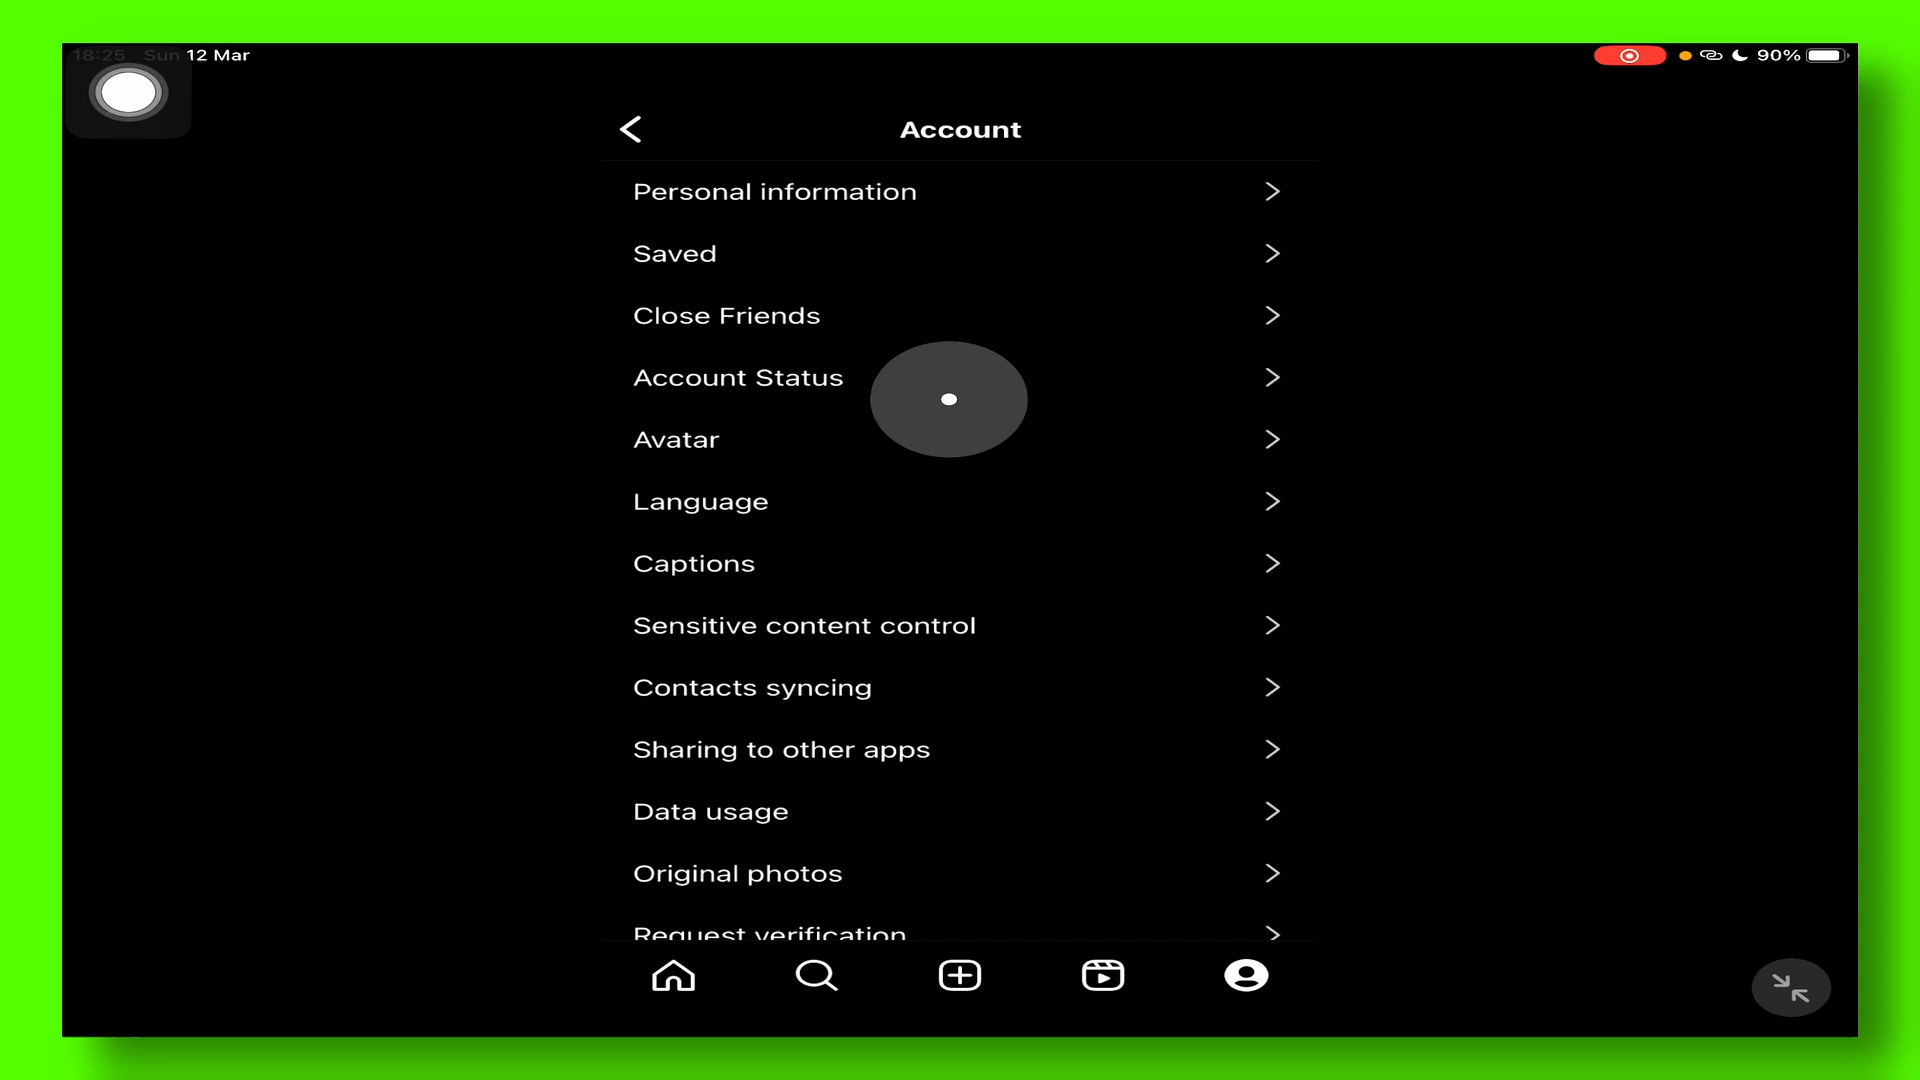 18:25 Sun 12 Mar
90%
Account
Personal information
Saved
Close Friends
Account Status
Avatar
Language
Captions
Sensitive content control
Contacts syncing
Sharing to other apps
Data usage
Original photos
Request verification